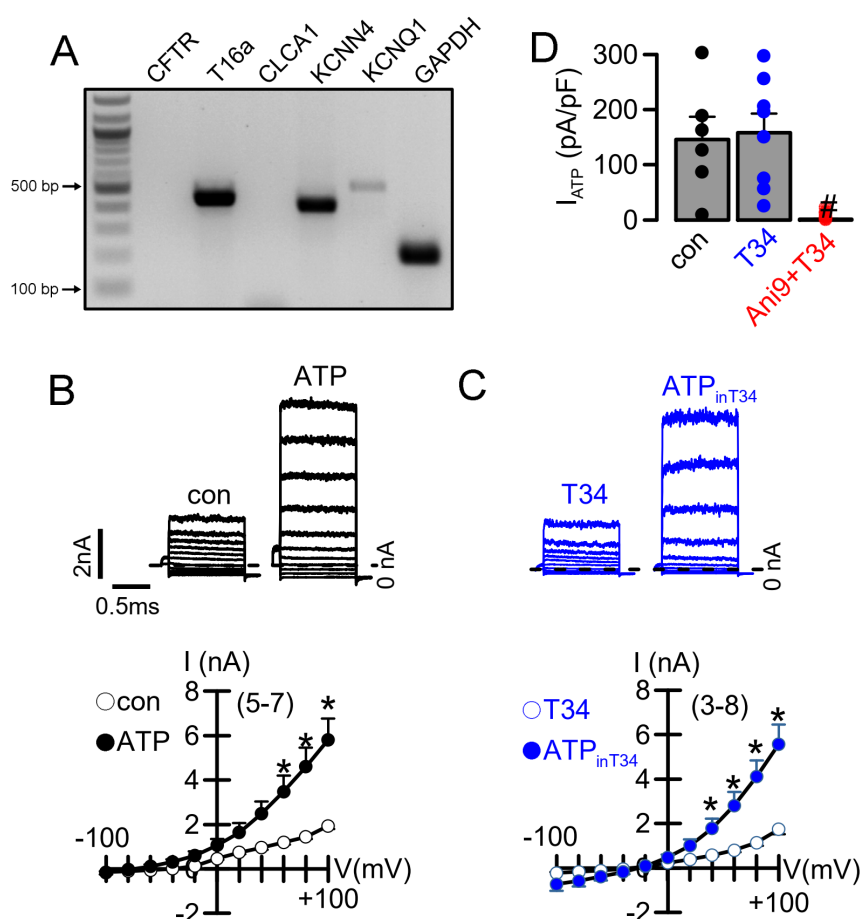 A
CFTR
T16a
CLCA1
KCNN4
KCNQ1
GAPDH
500 bp
100 bp
D
I_ATP (pA/pF)
300
200
100
0
#
con
T34
Ani9+T34
B
con
ATP
2nA
0.5ms
0 nA
C
T34
ATPinT34
0 nA
I (nA)
8
con
(5-7)
ATP
*
*
*
6
4
2
-100
V(mV)
+100
-2
I (nA)
8
T34
(3-8)
ATPinT34
*
*
*
*
6
4
2
-100
V(mV)
+100
-2